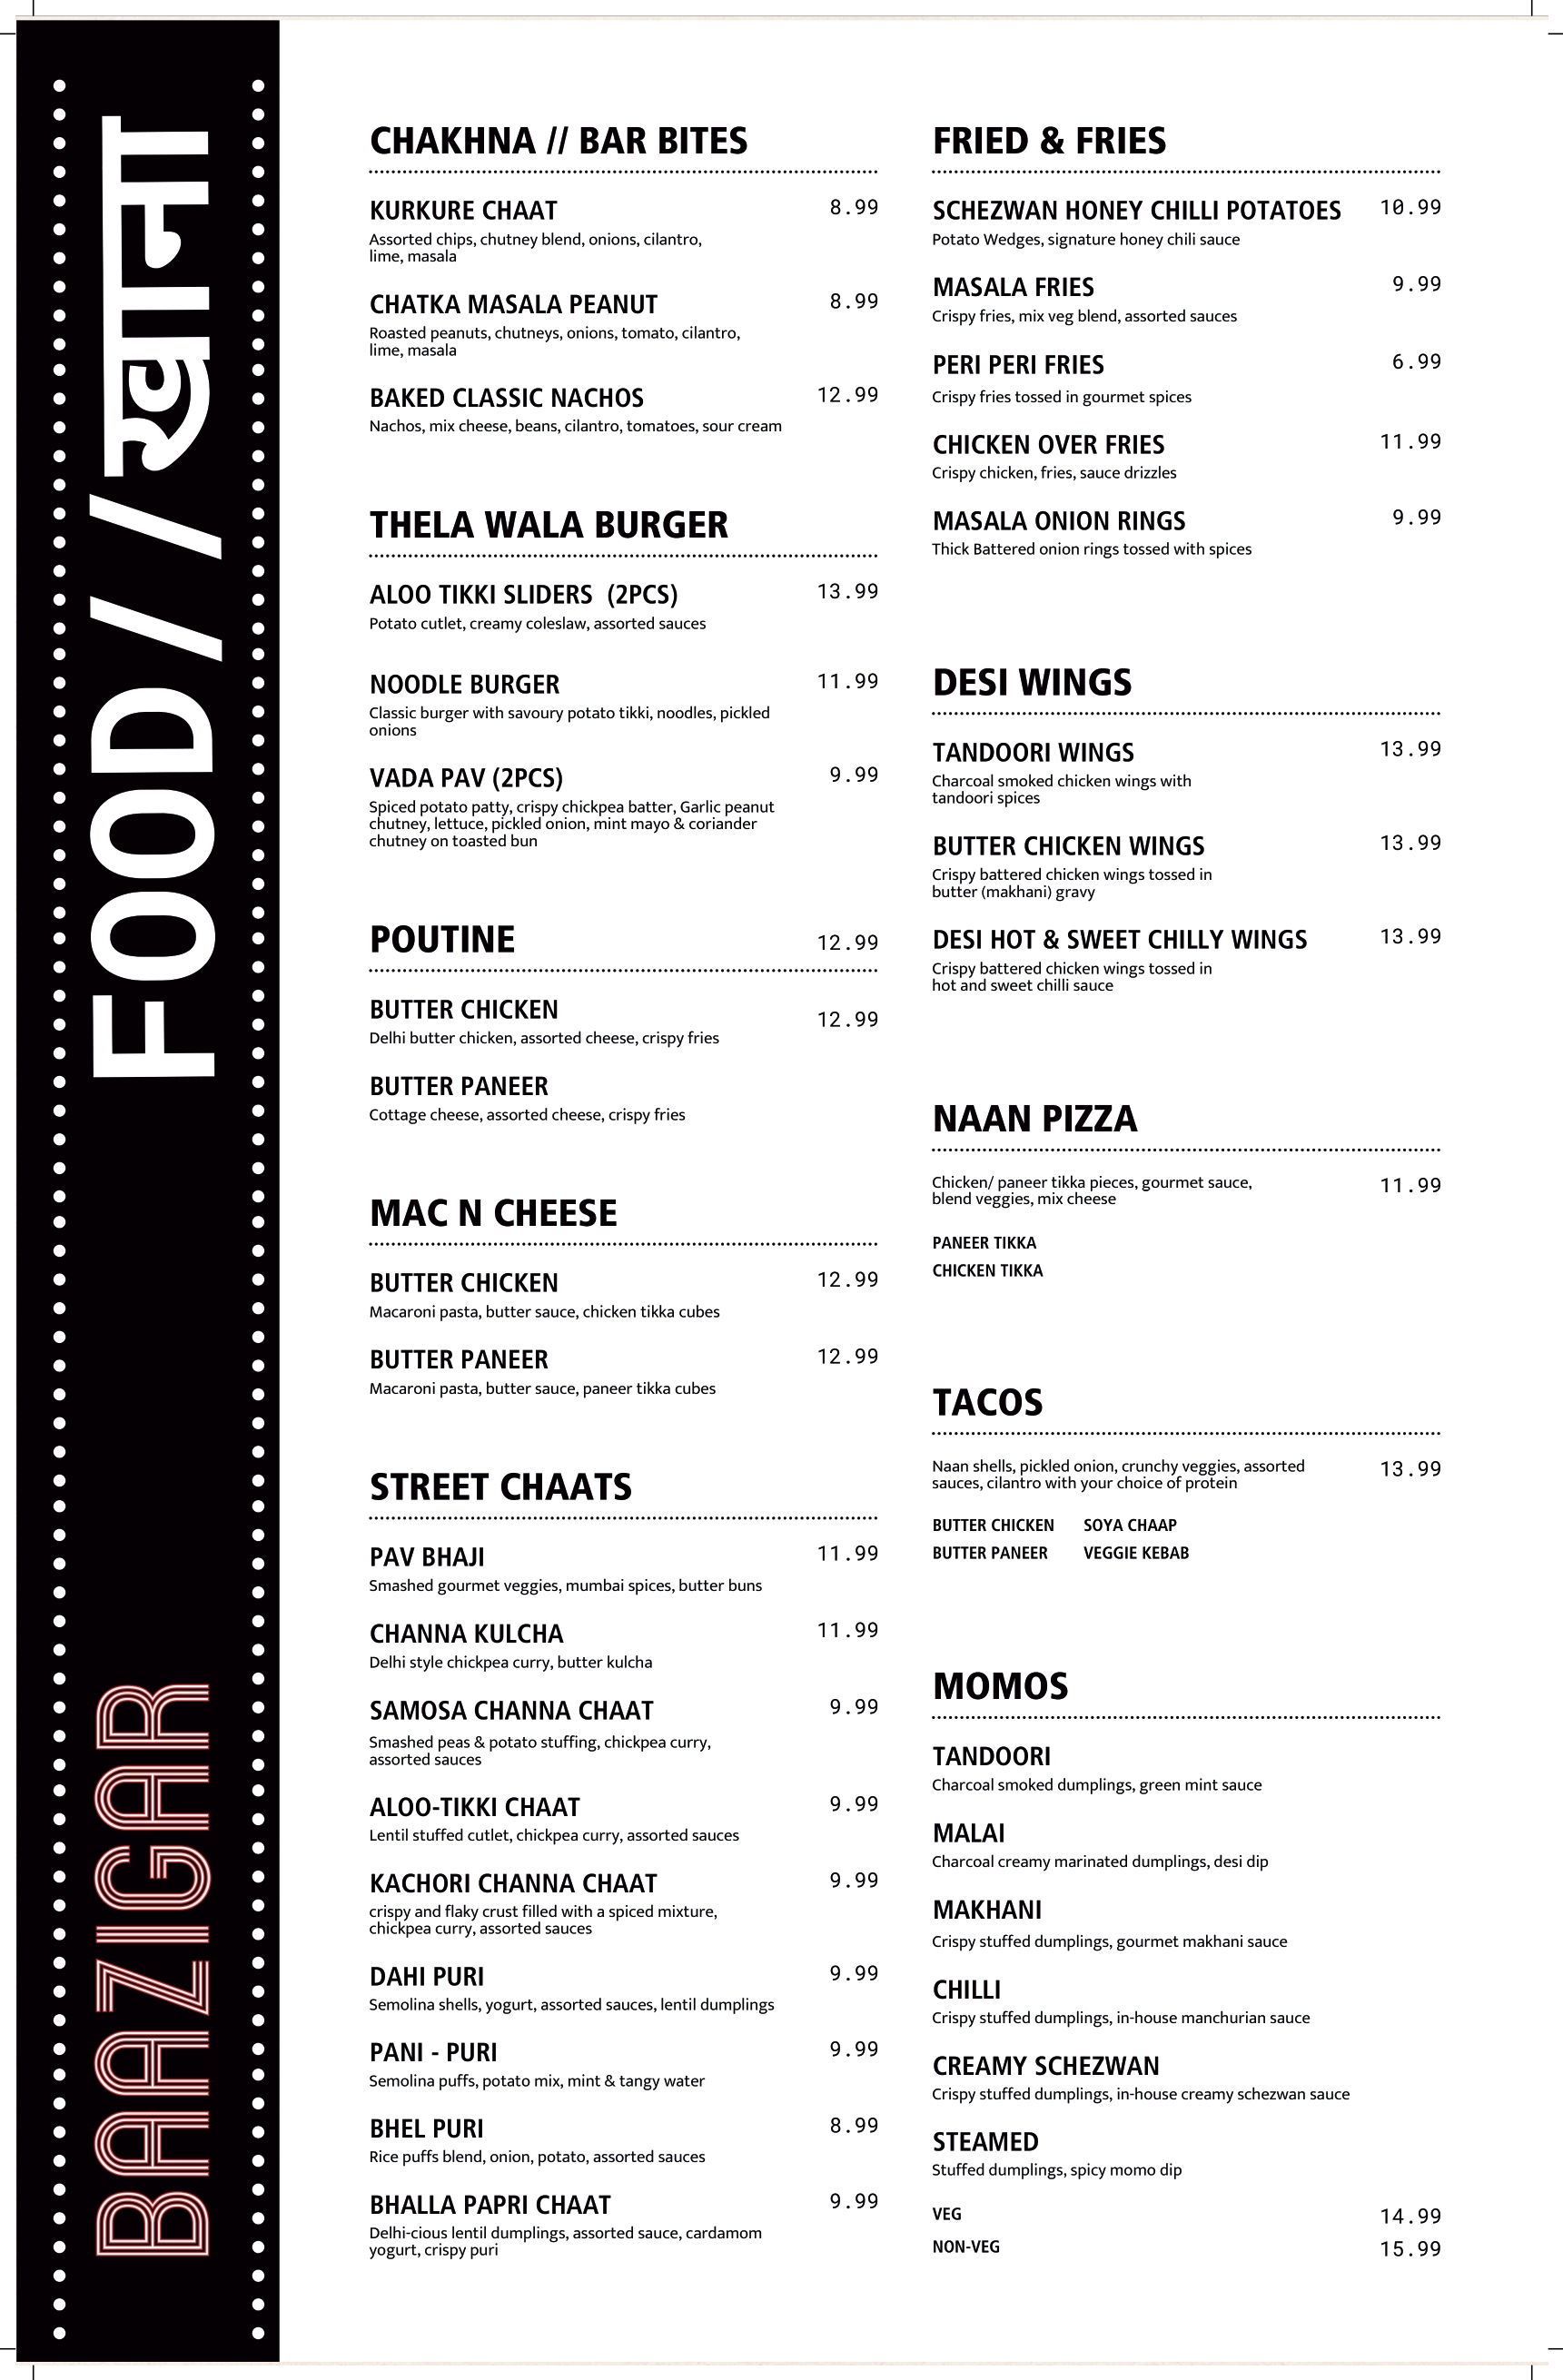 FOOD // खाना
BAAZIGAR
CHAKHNA // BAR BITES
KURKURE CHAAT 8.99
Assorted chips, chutney blend, onions, cilantro,
lime, masala
CHATKA MASALA PEANUT 8.99
Roasted peanuts, chutneys, onions, tomato, cilantro,
lime, masala
BAKED CLASSIC NACHOS 12.99
Nachos, mix cheese, beans, cilantro, tomatoes, sour cream
THELA WALA BURGER
ALOO TIKKI SLIDERS (2PCS) 13.99
Potato cutlet, creamy coleslaw, assorted sauces
NOODLE BURGER 11.99
Classic burger with savoury potato tikki, noodles, pickled
onions
VADA PAV (2PCS) 9.99
Spiced potato patty, crispy chickpea batter, Garlic peanut
chutney, lettuce, pickled onion, mint mayo & coriander
chutney on toasted bun
POUTINE 12.99
BUTTER CHICKEN 12.99
Delhi butter chicken, assorted cheese, crispy fries
BUTTER PANEER
Cottage cheese, assorted cheese, crispy fries
MAC N CHEESE
BUTTER CHICKEN 12.99
Macaroni pasta, butter sauce, chicken tikka cubes
BUTTER PANEER 12.99
Macaroni pasta, butter sauce, paneer tikka cubes
STREET CHAATS
PAV BHAJI 11.99
Smashed gourmet veggies, mumbai spices, butter buns
CHANNA KULCHA 11.99
Delhi style chickpea curry, butter kulcha
SAMOSA CHANNA CHAAT 9.99
Smashed peas & potato stuffing, chickpea curry,
assorted sauces
ALOO-TIKKI CHAAT 9.99
Lentil stuffed cutlet, chickpea curry, assorted sauces
KACHORI CHANNA CHAAT 9.99
crispy and flaky crust filled with a spiced mixture,
chickpea curry, assorted sauces
DAHI PURI 9.99
Semolina shells, yogurt, assorted sauces, lentil dumplings
PANI - PURI 9.99
Semolina puffs, potato mix, mint & tangy water
BHEL PURI 8.99
Rice puffs blend, onion, potato, assorted sauces
BHALLA PAPRI CHAAT 9.99
Delhi-cious lentil dumplings, assorted sauce, cardamom
yogurt, crispy puri
FRIED & FRIES
SCHEZWAN HONEY CHILLI POTATOES 10.99
Potato Wedges, signature honey chili sauce
MASALA FRIES 9.99
Crispy fries, mix veg blend, assorted sauces
PERI PERI FRIES 6.99
Crispy fries tossed in gourmet spices
CHICKEN OVER FRIES 11.99
Crispy chicken, fries, sauce drizzles
MASALA ONION RINGS 9.99
Thick Battered onion rings tossed with spices
DESI WINGS
TANDOORI WINGS 13.99
Charcoal smoked chicken wings with
tandoori spices
BUTTER CHICKEN WINGS 13.99
Crispy battered chicken wings tossed in
butter (makhani) gravy
DESI HOT & SWEET CHILLY WINGS 13.99
Crispy battered chicken wings tossed in
hot and sweet chilli sauce
NAAN PIZZA
Chicken/ paneer tikka pieces, gourmet sauce, 11.99
blend veggies, mix cheese
PANEER TIKKA
CHICKEN TIKKA
TACOS
Naan shells, pickled onion, crunchy veggies, assorted 13.99
sauces, cilantro with your choice of protein
BUTTER CHICKEN SOYA CHAAP
BUTTER PANEER VEGGIE KEBAB
MOMOS
TANDOORI
Charcoal smoked dumplings, green mint sauce
MALAI
Charcoal creamy marinated dumplings, desi dip
MAKHANI
Crispy stuffed dumplings, gourmet makhani sauce
CHILLI
Crispy stuffed dumplings, in-house manchurian sauce
CREAMY SCHEZWAN
Crispy stuffed dumplings, in-house creamy schezwan sauce
STEAMED
Stuffed dumplings, spicy momo dip
VEG 14.99
NON-VEG 15.99